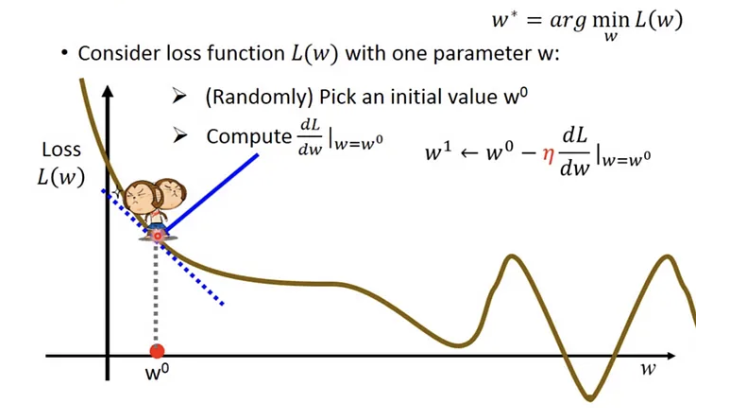 w* = arg min_w L(w)
• Consider loss function L(w) with one parameter w:
➢ (Randomly) Pick an initial value w⁰
➢ Compute dL/dw |w=w⁰
w¹ ← w⁰ − η dL/dw |w=w⁰
Loss
L(w)
w⁰
w